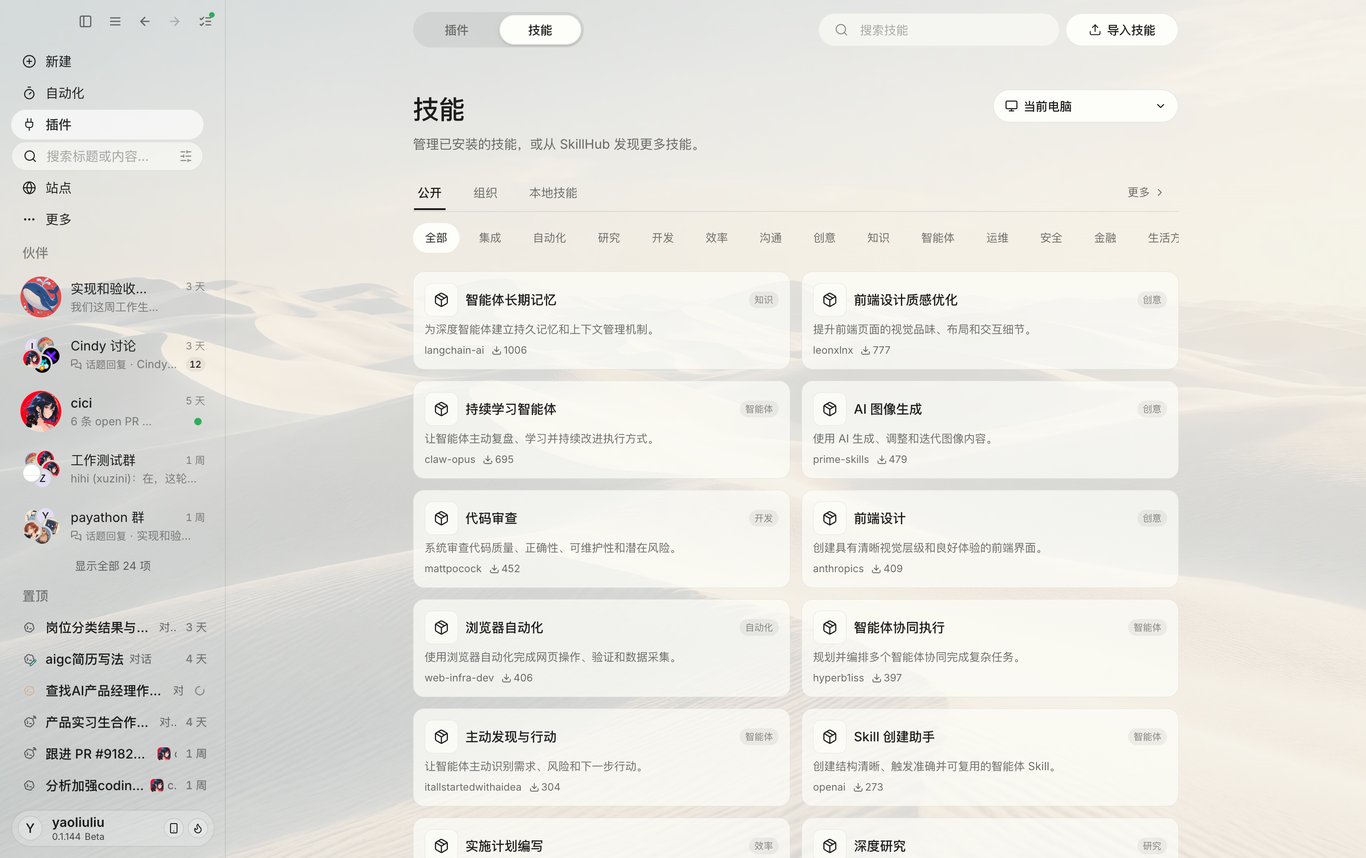 插件
技能
搜索技能
导入技能
新建
自动化
插件
搜索标题或内容...
站点
更多
伙伴
实现和验收... 3 天
我们这周工作生...
Cindy 讨论 3 天
话题回复 · Cindy... 12
cici 5 天
6 条 open PR ...
工作测试群 1 周
hihi (xuzini)：在，这轮...
payathon 群 1 周
话题回复 · 实现和验...
显示全部 24 项
置顶
岗位分类结果与... 对.. 3 天
aigc简历写法 对话 4 天
查找AI产品经理作... 对
产品实习生合作... 对.. 4 天
跟进 PR #9182... 1 周
分析加强codin... c. 1 周
Y
yaoliuliu
0.1.144 Beta
技能
当前电脑
管理已安装的技能，或从 SkillHub 发现更多技能。
公开 组织 本地技能 更多
全部 集成 自动化 研究 开发 效率 沟通 创意 知识 智能体 运维 安全 金融 生活方
智能体长期记忆 知识
为深度智能体建立持久记忆和上下文管理机制。
langchain-ai 1006
前端设计质感优化 创意
提升前端页面的视觉品味、布局和交互细节。
leonxlnx 777
持续学习智能体 智能体
让智能体主动复盘、学习并持续改进执行方式。
claw-opus 695
AI 图像生成 创意
使用 AI 生成、调整和迭代图像内容。
prime-skills 479
代码审查 开发
系统审查代码质量、正确性、可维护性和潜在风险。
mattpocock 452
前端设计 创意
创建具有清晰视觉层级和良好体验的前端界面。
anthropics 409
浏览器自动化 自动化
使用浏览器自动化完成网页操作、验证和数据采集。
web-infra-dev 406
智能体协同执行 智能体
规划并编排多个智能体协同完成复杂任务。
hyperb1iss 397
主动发现与行动 智能体
让智能体主动识别需求、风险和下一步行动。
itallstartedwithaidea 304
Skill 创建助手 智能体
创建结构清晰、触发准确并可复用的智能体 Skill。
openai 273
实施计划编写 效率
深度研究 研究